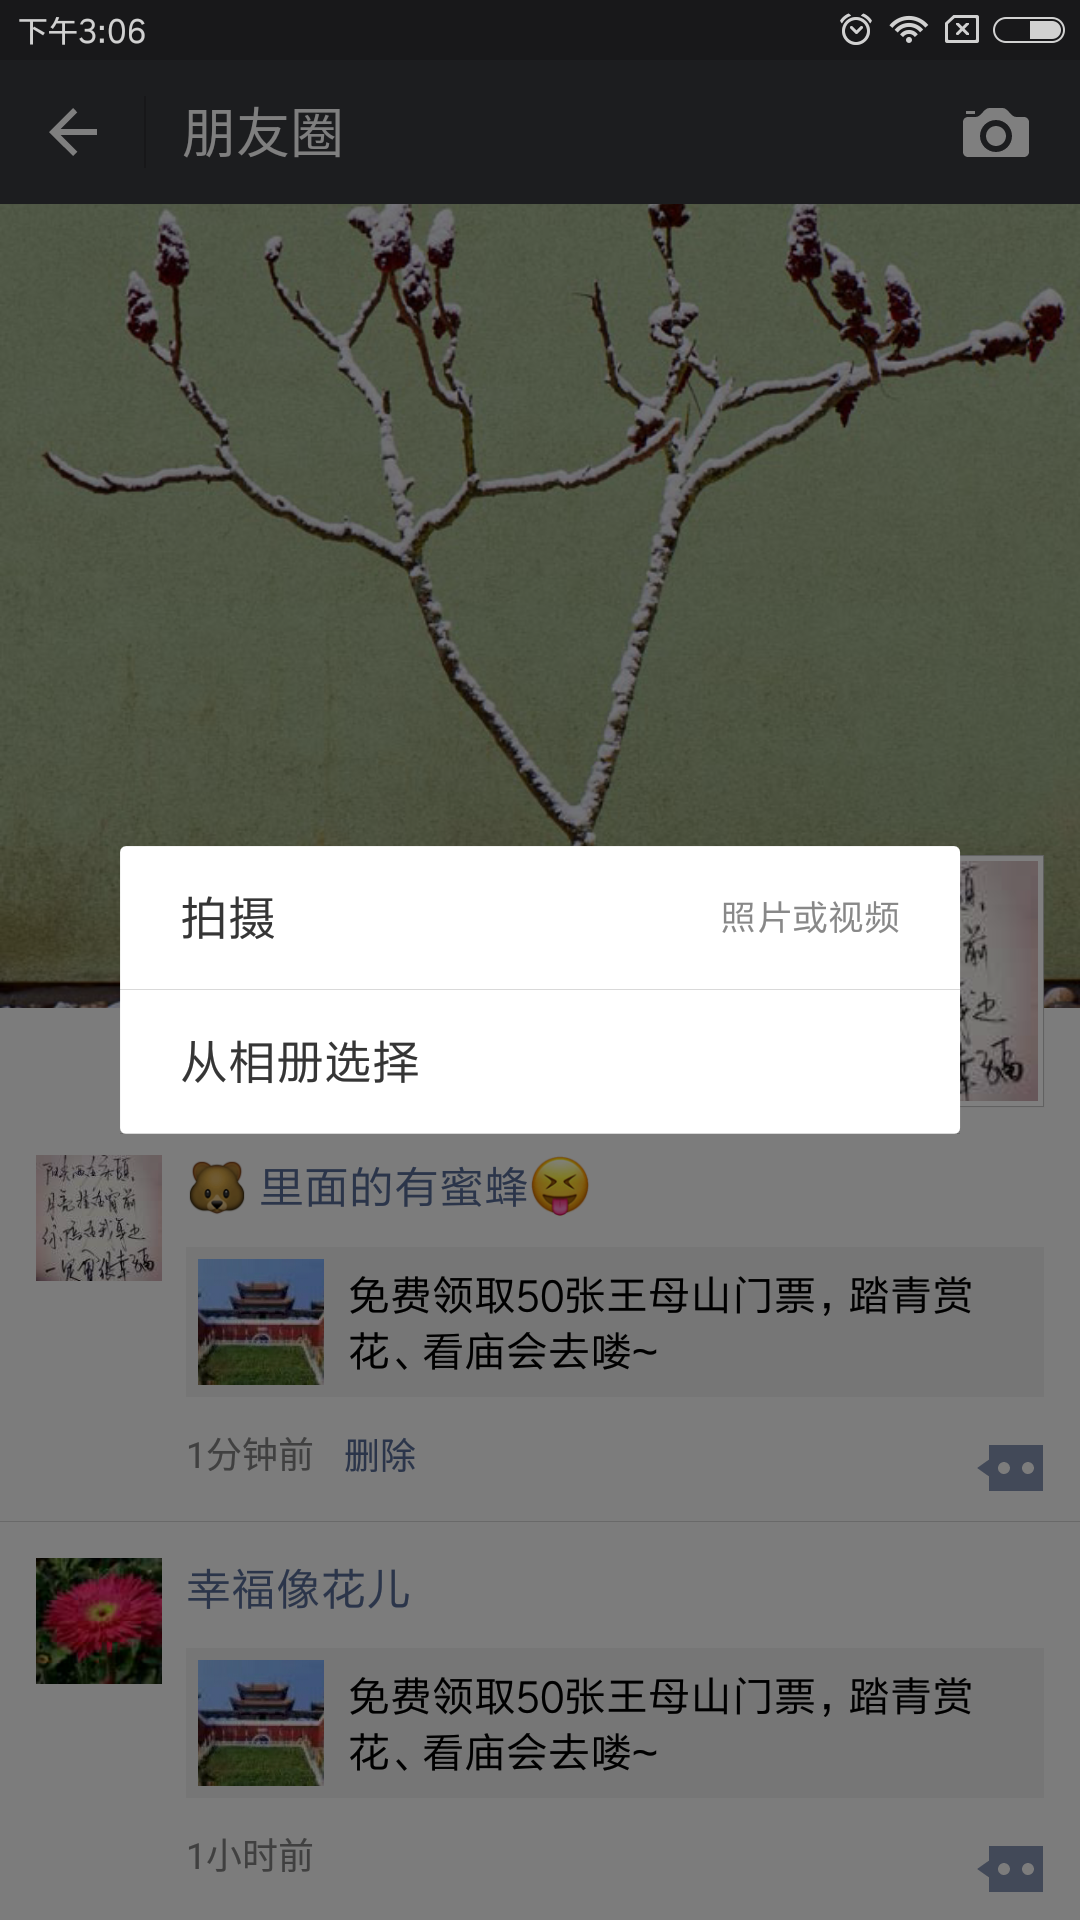 下午3:06
朋友圈
拍摄 照片或视频
从相册选择
里面的有蜜蜂
免费领取50张王母山门票，踏青赏
花、看庙会去喽~
1分钟前 删除
幸福像花儿
免费领取50张王母山门票，踏青赏
花、看庙会去喽~
1小时前